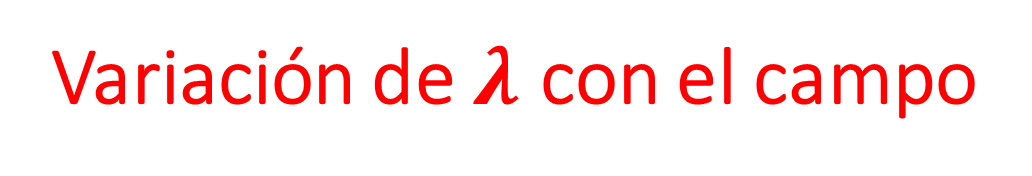 Variación de λ con el campo